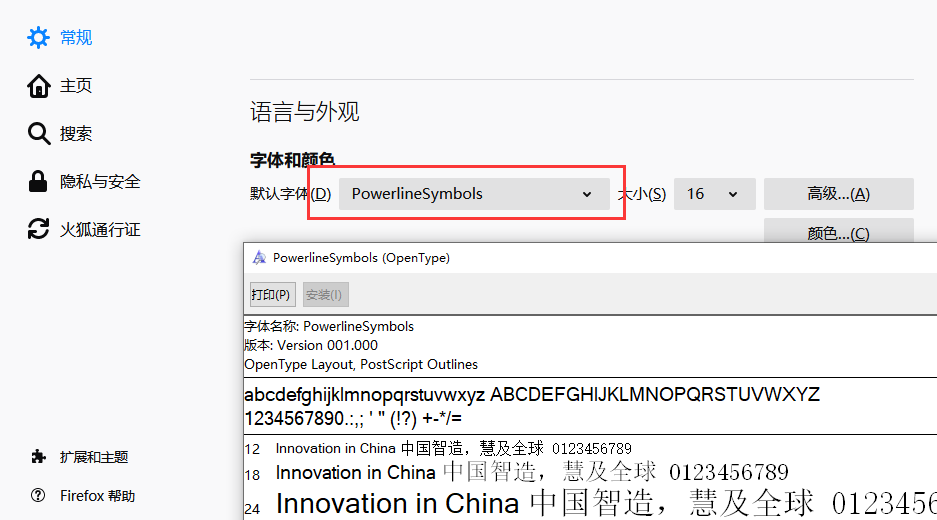 常规
主页
搜索
隐私与安全
火狐通行证
语言与外观
字体和颜色
默认字体(D) PowerlineSymbols 大小(S) 16 高级...(A)
颜色...(C)
PowerlineSymbols (OpenType)
打印(P) 安装(I)
字体名称: PowerlineSymbols
版本: Version 001.000
OpenType Layout, PostScript Outlines
abcdefghijklmnopqrstuvwxyz ABCDEFGHIJKLMNOPQRSTUVWXYZ
1234567890.:,; ' " (!?) +-*/=
12 Innovation in China 中国智造，慧及全球 0123456789
18 Innovation in China 中国智造，慧及全球 0123456789
24 Innovation in China 中国智造，慧及全球 0123456
扩展和主题
Firefox 帮助